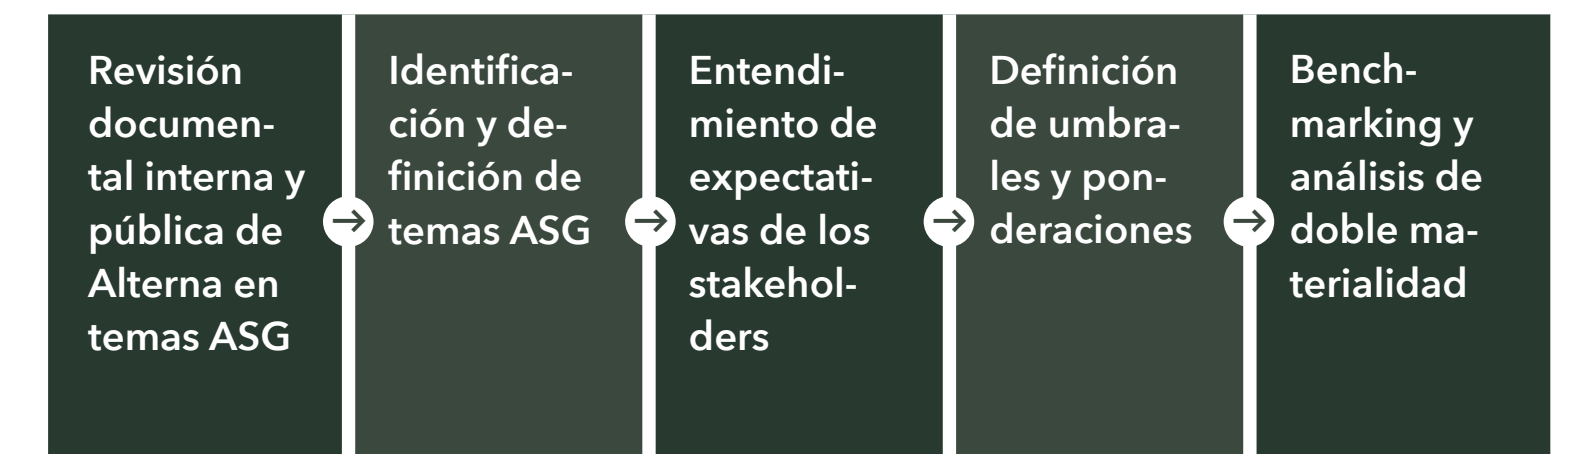 Revisión
documen-
tal interna y
pública de
Alterna en
temas ASG
Identifica-
ción y de-
finición de
temas ASG
Entendi-
miento de
expectati-
vas de los
stakehol-
ders
Definición
de umbra-
les y pon-
deraciones
Bench-
marking y
análisis de
doble ma-
terialidad